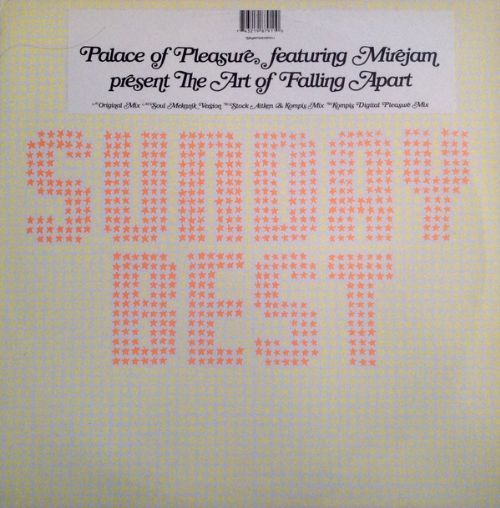 Palace of Pleasure, featuring Mirejam
present The Art of Falling Apart
Original Mix Soul Mekanik Version Stock Aitken & Kompis Mix Kompis Digital Pleasure Mix
SUNDAY
BEST